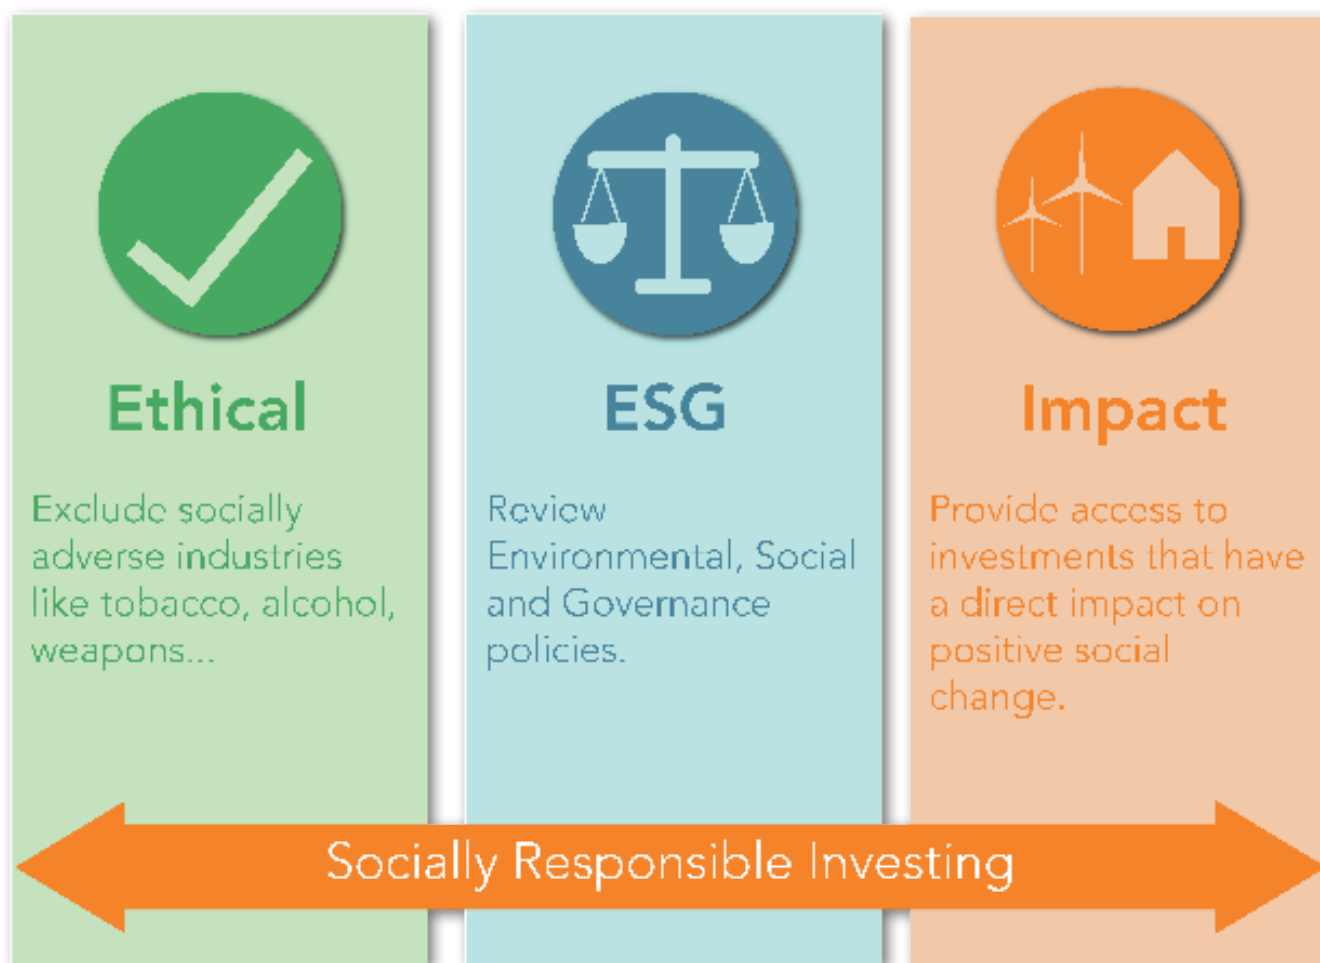 Ethical
Exclude socially
adverse industries
like tobacco, alcohol,
weapons...
ESG
Review
Environmental, Social
and Governance
policies.
Impact
Provide access to
investments that have
a direct impact on
positive social
change.
Socially Responsible Investing